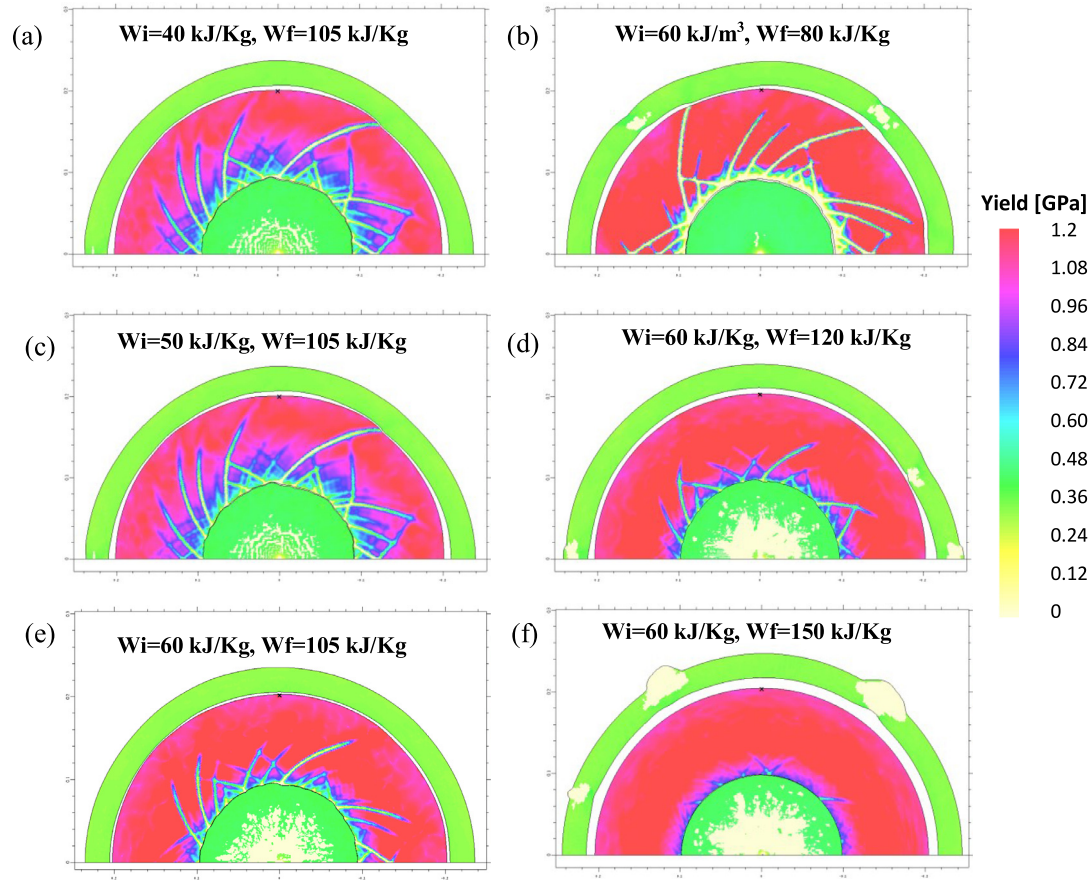 (a) Wi=40 kJ/Kg, Wf=105 kJ/Kg
(b) Wi=60 kJ/m³, Wf=80 kJ/Kg
(c) Wi=50 kJ/Kg, Wf=105 kJ/Kg
(d) Wi=60 kJ/Kg, Wf=120 kJ/Kg
(e) Wi=60 kJ/Kg, Wf=105 kJ/Kg
(f) Wi=60 kJ/Kg, Wf=150 kJ/Kg
Yield [GPa]
1.2
1.08
0.96
0.84
0.72
0.60
0.48
0.36
0.24
0.12
0